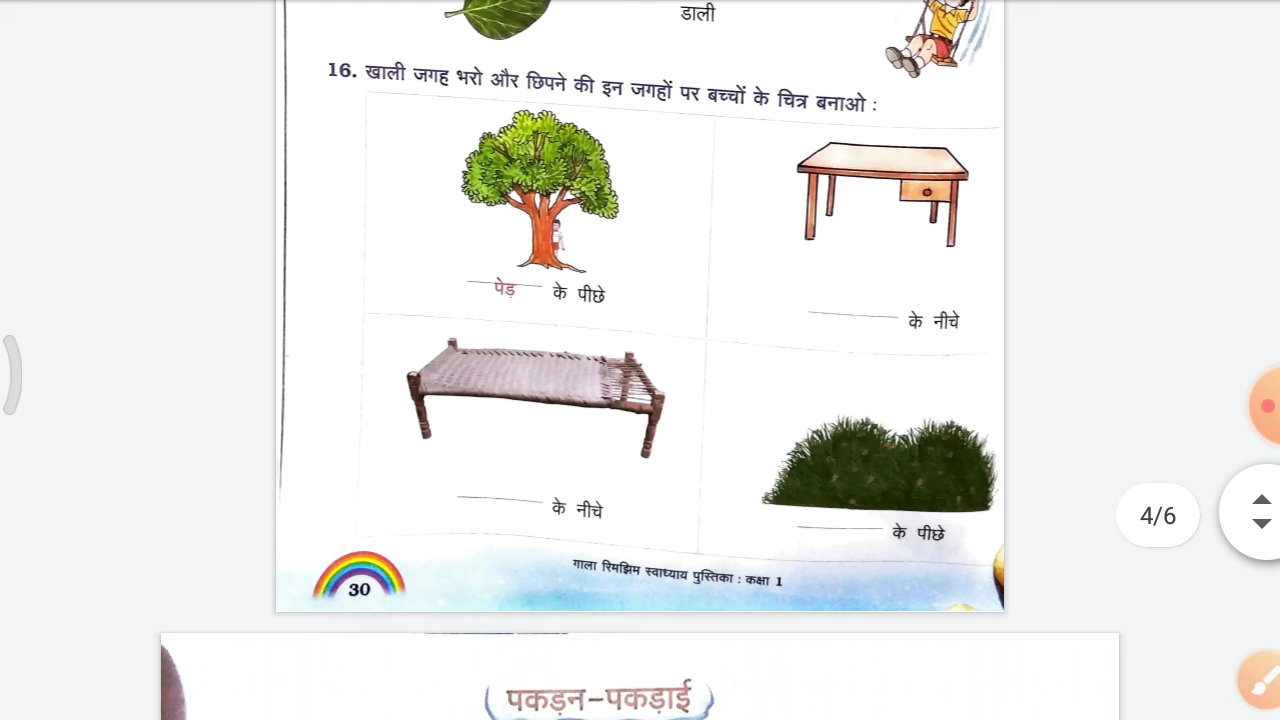 डाली
16. खाली जगह भरो और छिपने की इन जगहों पर बच्चों के चित्र बनाओ :
पेड़ के पीछे
के नीचे
के नीचे
के पीछे
गाला रिमझिम स्वाध्याय पुस्तिका : कक्षा 1
30
4/6
पकड़न-पकड़ाई